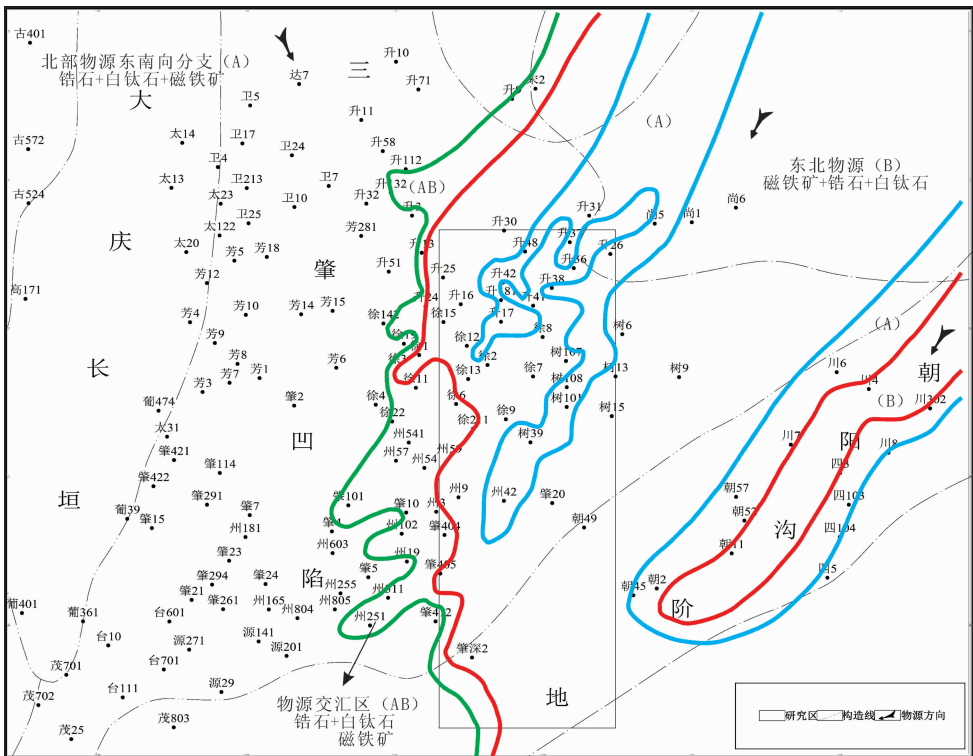 古401
升10
北部物源东南向分支（A）
三
达7
锆石+白钛石+磁铁矿
升71
大
卫5
升11
（A）
太14
卫17
升58
古572
卫24
升112
东北物源（B）
卫4
磁铁矿+锆石+白钛石
太13
卫213
卫7
（AB）
古524
太23
卫10
升32
尚6
升31
尚5
尚1
卫25
太122
芳281
升30
庆
太20
芳5
芳18
升48
升26
肇
升51
升36
芳12
升25
升42
升38
高171
芳10
芳14
芳15
升24
升16
升41
芳4
徐142
徐15
升17
（A）
芳9
徐8
树6
徐12
长
芳8
芳6
徐2
川6
朝
芳3
芳7
芳1
徐11
徐13
徐7
树108
树13
树9
川4
葡474
肇2
徐4
徐6
树101
（B）
川302
徐22
徐9
树15
太31
凹
州541
树39
川7
阳
川8
肇421
州57
州54
垣
肇422
肇114
四3
朝57
肇291
肇101
州9
州42
肇20
四103
葡39
肇15
肇7
肇10
州3
朝49
州181
州102
肇404
沟
四104
肇23
州603
州19
朝11
肇294
肇24
陷
肇5
肇405
四5
肇21
州255
朝45
朝2
葡401
葡361
台601
肇261
州165
州804
州805
州251
阶
台10
源271
源141
源201
肇深2
茂701
台701
茂702
台111
源29
物源交汇区（AB）
地
锆石+白钛石
茂25
茂803
磁铁矿
研究区 构造线 物源方向